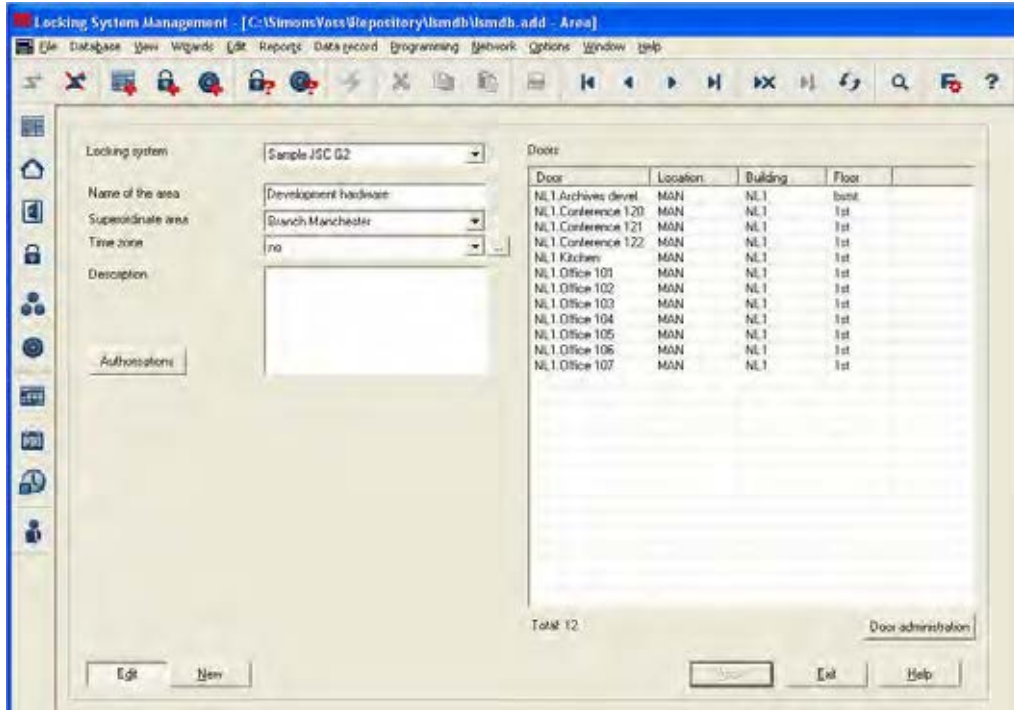 Locking System Management - [C:\SimonsVoss\Repository\lsmdb\lsmdb.add - Area]
File Database View Wizards Edit Reports Data record Programming Network Options Window Help
Locking system
Sample JSC G2
Name of the area
Development hardware
Superordinate area
Branch Manchester
Time zone
no
...
Description
Authorisations
Doors
Door Location Building Floor
NL1.Archives devel MAN NL1 bsmt
NL1.Conference 120 MAN NL1 1st
NL1.Conference 121 MAN NL1 1st
NL1.Conference 122 MAN NL1 1st
NL1.Kitchen MAN NL1 1st
NL1.Office 101 MAN NL1 1st
NL1.Office 102 MAN NL1 1st
NL1.Office 103 MAN NL1 1st
NL1.Office 104 MAN NL1 1st
NL1.Office 105 MAN NL1 1st
NL1.Office 106 MAN NL1 1st
NL1.Office 107 MAN NL1 1st
Total: 12
Door administration
Edit New Exit Help